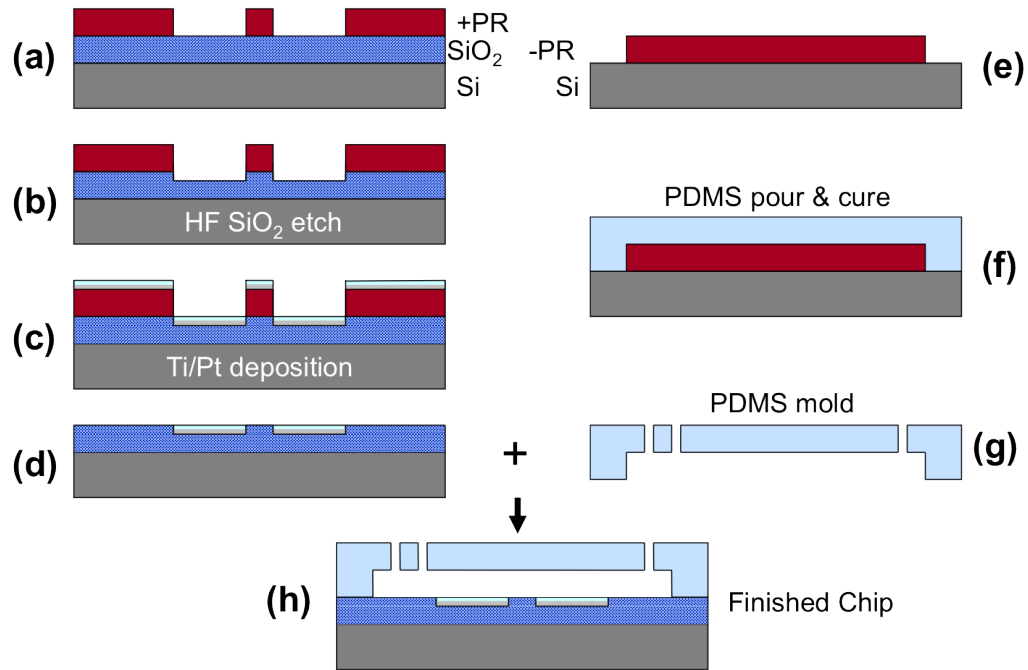 (a)
+PR
SiO₂
Si
-PR
Si
(e)
(b)
HF SiO₂ etch
PDMS pour & cure
(f)
(c)
Ti/Pt deposition
PDMS mold
(d)
+
(g)
(h)
Finished Chip